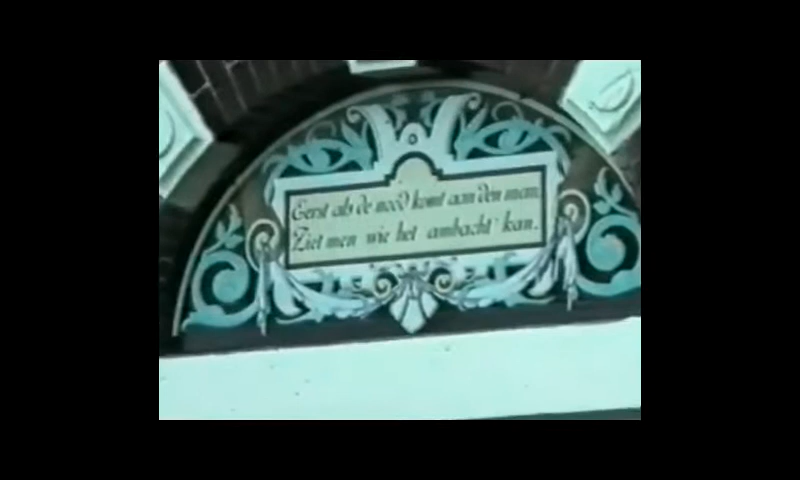 Eerst als de nood komt aan den man,
Ziet men wie het ambacht kan.